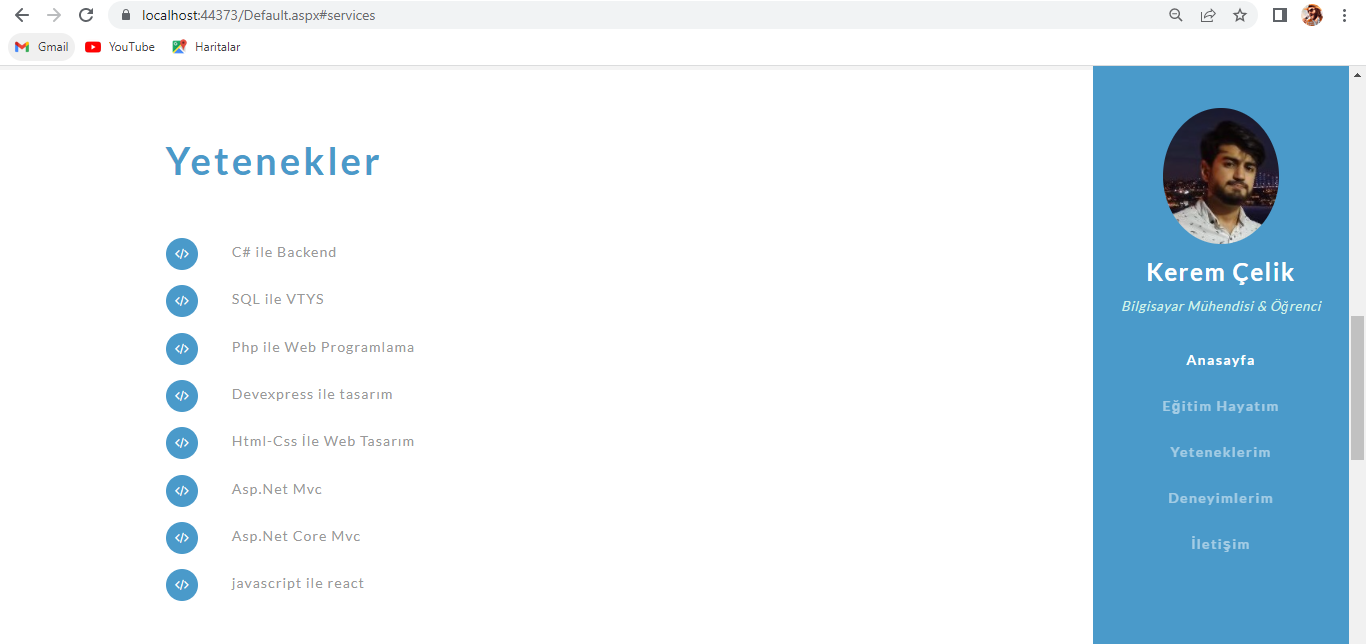 localhost:44373/Default.aspx#services
Gmail YouTube Haritalar
Yetenekler
C# ile Backend
SQL ile VTYS
Php ile Web Programlama
Devexpress ile tasarım
Html-Css İle Web Tasarım
Asp.Net Mvc
Asp.Net Core Mvc
javascript ile react
Kerem Çelik
Bilgisayar Mühendisi & Öğrenci
Anasayfa
Eğitim Hayatım
Yeteneklerim
Deneyimlerim
İletişim